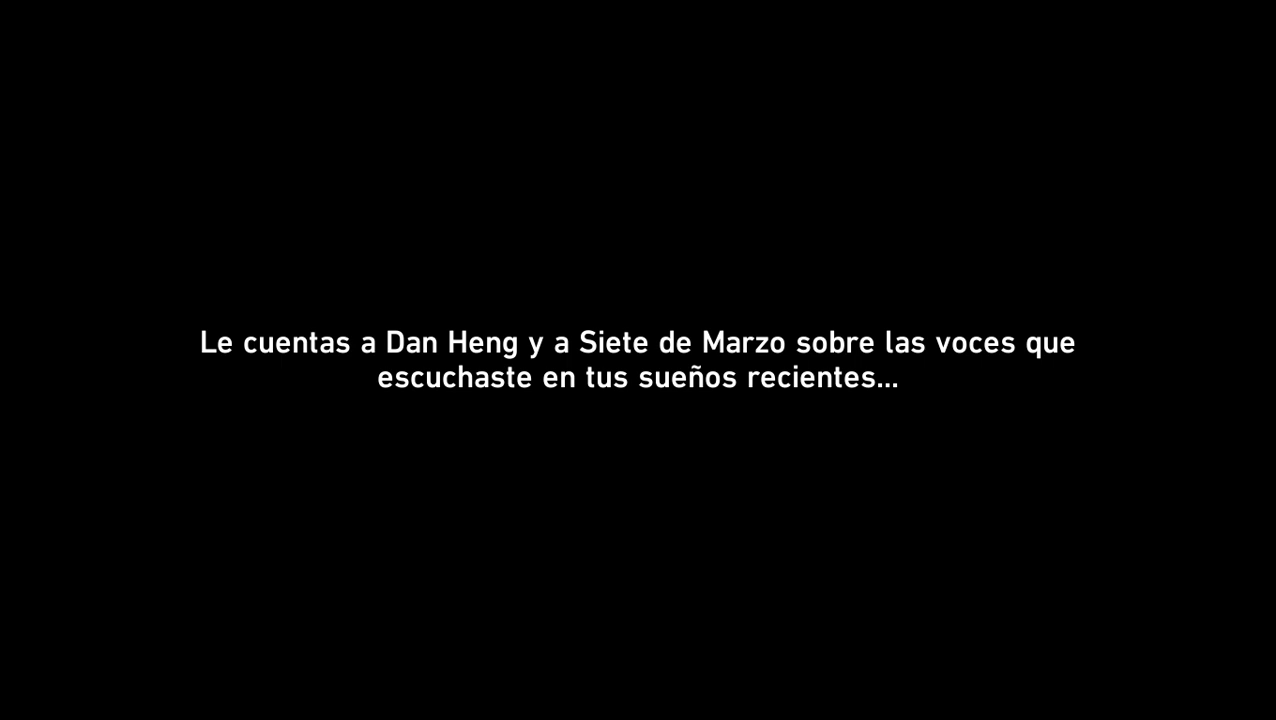 Le cuentas a Dan Heng y a Siete de Marzo sobre las voces que
escuchaste en tus sueños recientes...